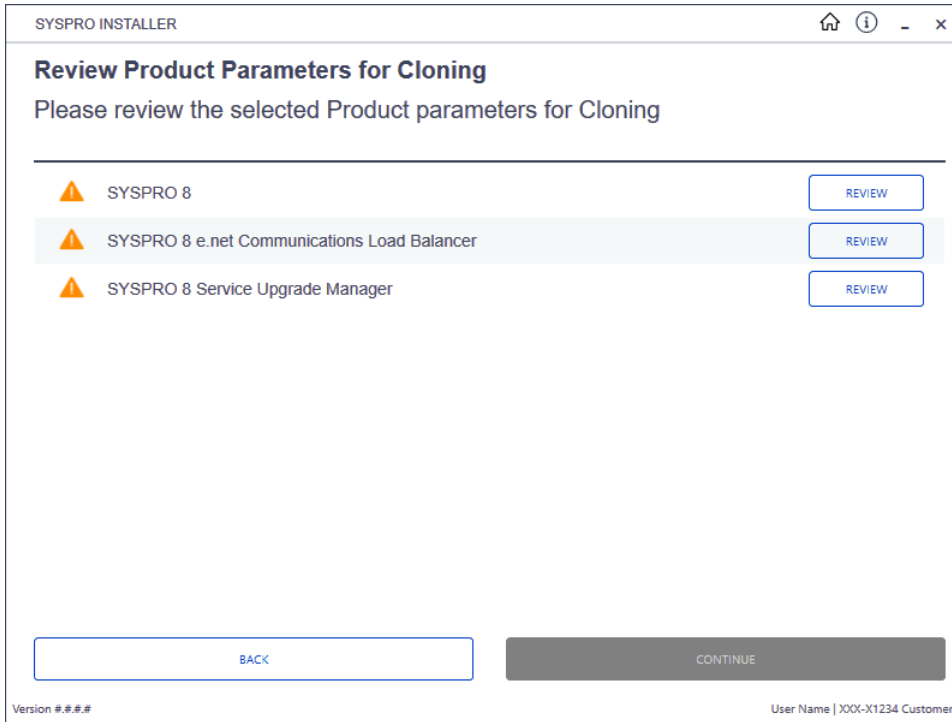 SYSPRO INSTALLER
Review Product Parameters for Cloning
Please review the selected Product parameters for Cloning
SYSPRO 8 REVIEW
SYSPRO 8 e.net Communications Load Balancer REVIEW
SYSPRO 8 Service Upgrade Manager REVIEW
BACK CONTINUE
Version #.#.#.# User Name | XXX-X1234 Customer